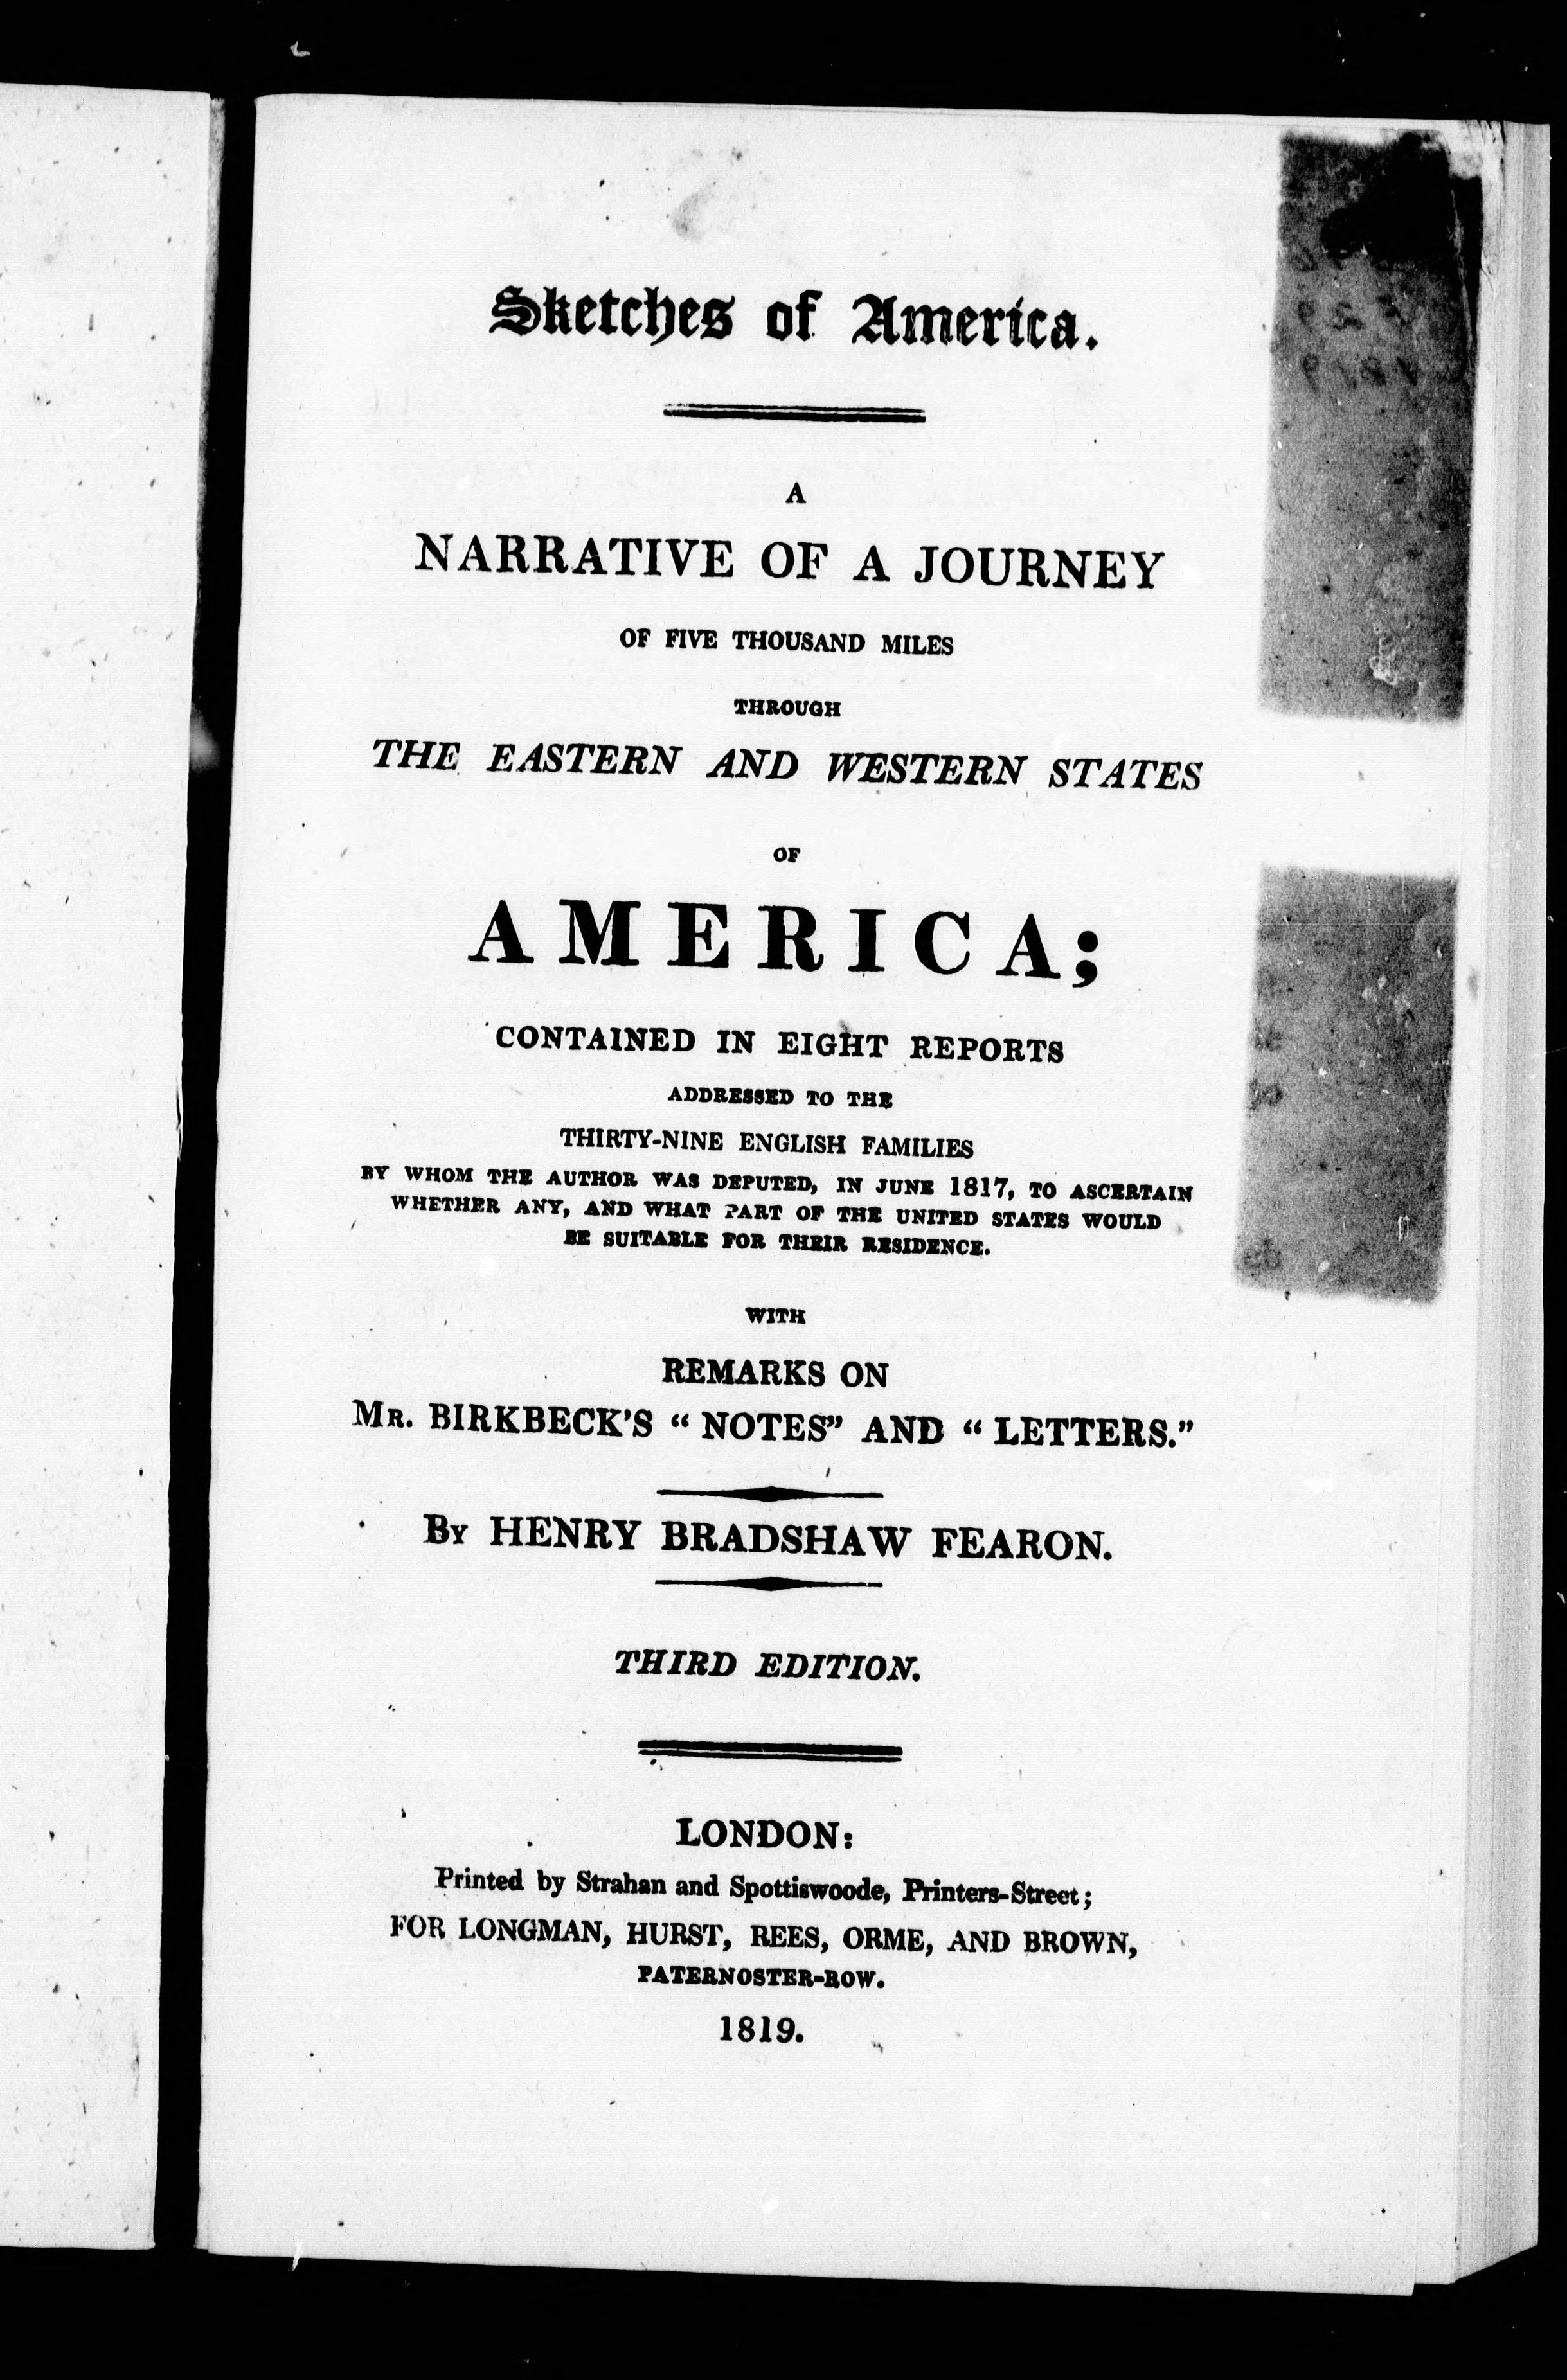 Sketches of America.
A
NARRATIVE OF A JOURNEY
OF FIVE THOUSAND MILES
THROUGH
THE EASTERN AND WESTERN STATES
OF
AMERICA;
CONTAINED IN EIGHT REPORTS
ADDRESSED TO THE
THIRTY-NINE ENGLISH FAMILIES
BY WHOM THE AUTHOR WAS DEPUTED, IN JUNE 1817, TO ASCERTAIN
WHETHER ANY, AND WHAT PART OF THE UNITED STATES WOULD
BE SUITABLE FOR THEIR RESIDENCE.
WITH
REMARKS ON
MR. BIRKBECK'S “NOTES” AND “LETTERS.”
BY HENRY BRADSHAW FEARON.
THIRD EDITION.
LONDON:
Printed by Strahan and Spottiswoode, Printers-Street;
FOR LONGMAN, HURST, REES, ORME, AND BROWN,
PATERNOSTER-ROW.
1819.